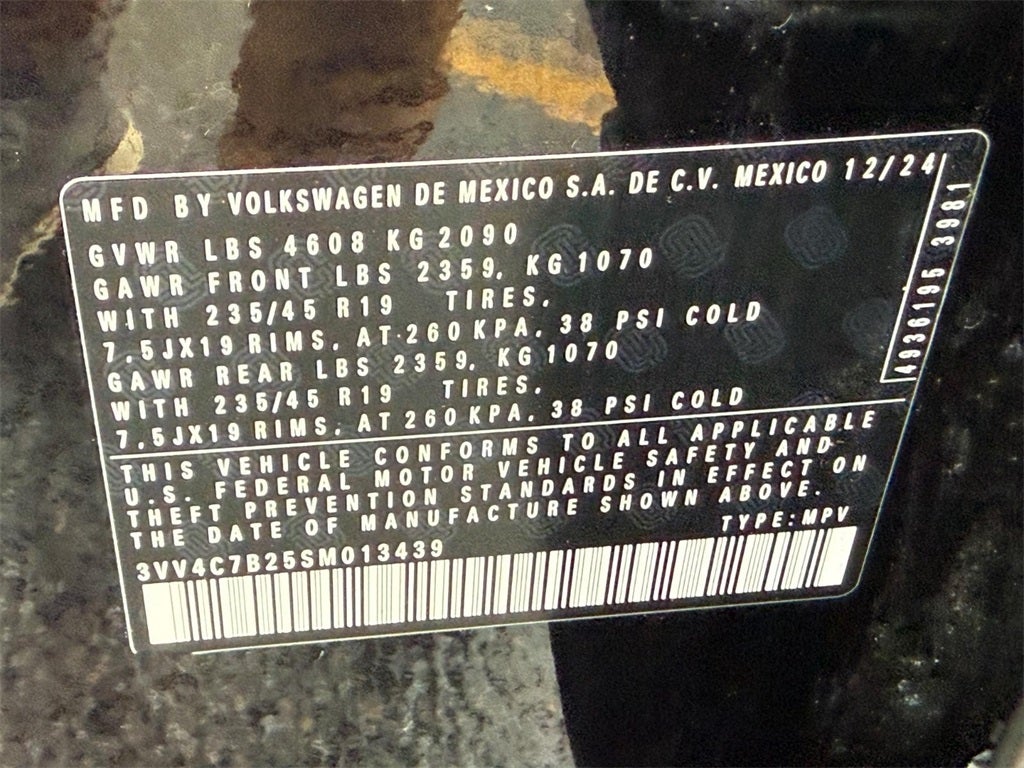 MFD BY VOLKSWAGEN DE MEXICO S.A. DE C.V. MEXICO 12/24
GVWR LBS 4608 KG 2090
GAWR FRONT LBS 2359, KG 1070
WITH 235/45 R19 TIRES,
7.5JX19 RIMS, AT 260 KPA, 38 PSI COLD
GAWR REAR LBS 2359, KG 1070
WITH 235/45 R19 TIRES,
7.5JX19 RIMS, AT 260 KPA, 38 PSI COLD
4936195 3981
THIS VEHICLE CONFORMS TO ALL APPLICABLE
U.S. FEDERAL MOTOR VEHICLE SAFETY AND
THEFT PREVENTION STANDARDS IN EFFECT ON
THE DATE OF MANUFACTURE SHOWN ABOVE.
TYPE:MPV
3VV4C7B25SM013439